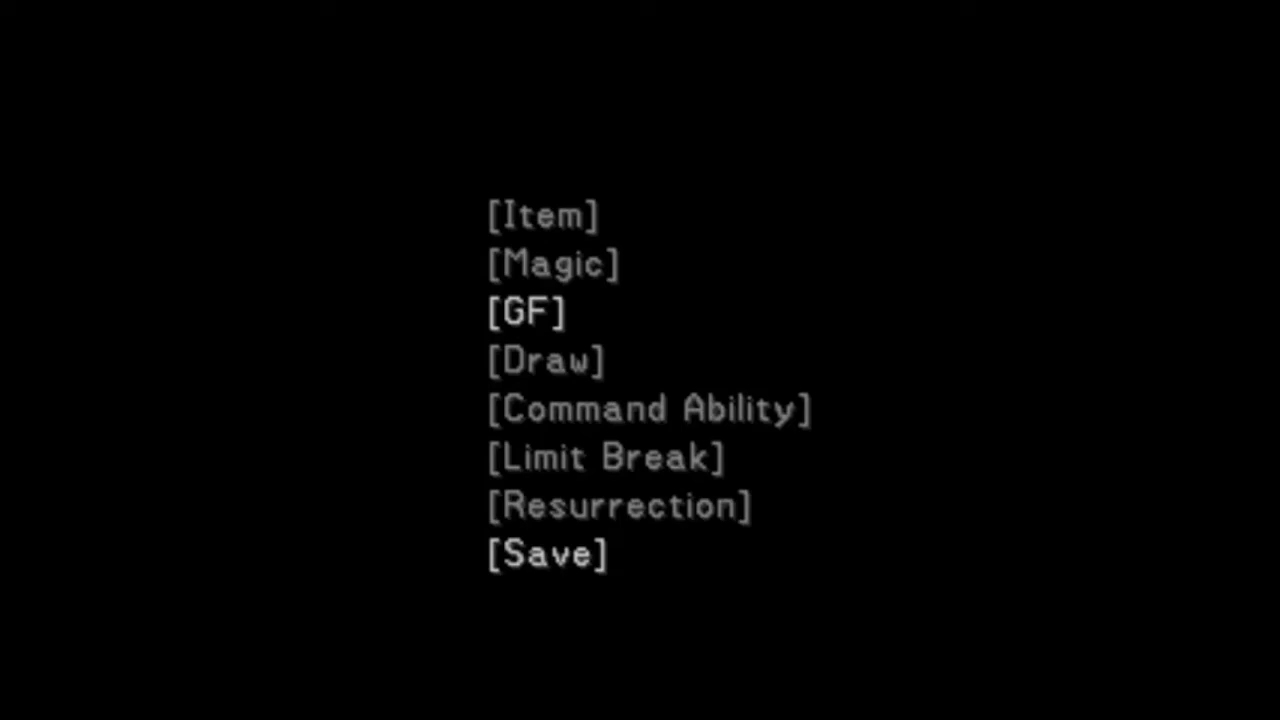 [Item]
[Magic]
[GF]
[Draw]
[Command Ability]
[Limit Break]
[Resurrection]
[Save]